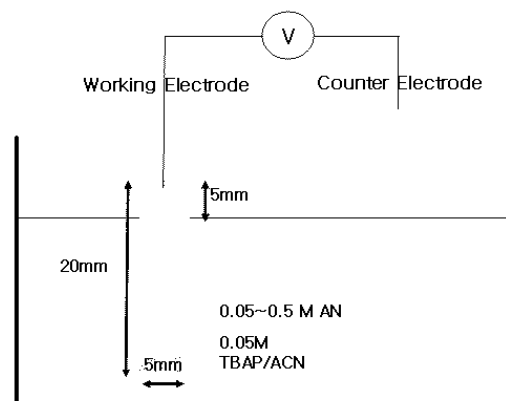 V
Working Electrode
Counter Electrode
5mm
20mm
0.05~0.5 M AN
0.05M
TBAP/ACN
5mm